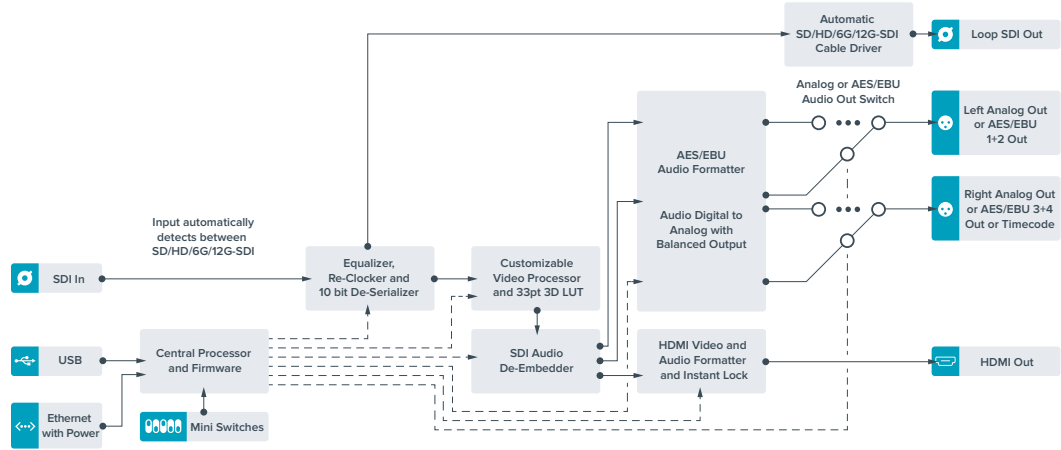 Automatic
SD/HD/6G/12G-SDI
Cable Driver
Loop SDI Out
Analog or AES/EBU
Audio Out Switch
Left Analog Out
or AES/EBU
1+2 Out
AES/EBU
Audio Formatter
Audio Digital to
Analog with
Balanced Output
Right Analog Out
or AES/EBU 3+4
Out or Timecode
Input automatically
detects between
SD/HD/6G/12G-SDI
SDI In
Equalizer,
Re-Clocker and
10 bit De-Serializer
Customizable
Video Processor
and 33pt 3D LUT
USB
Central Processor
and Firmware
SDI Audio
De-Embedder
HDMI Video and
Audio Formatter
and Instant Lock
HDMI Out
Ethernet
with Power
Mini Switches